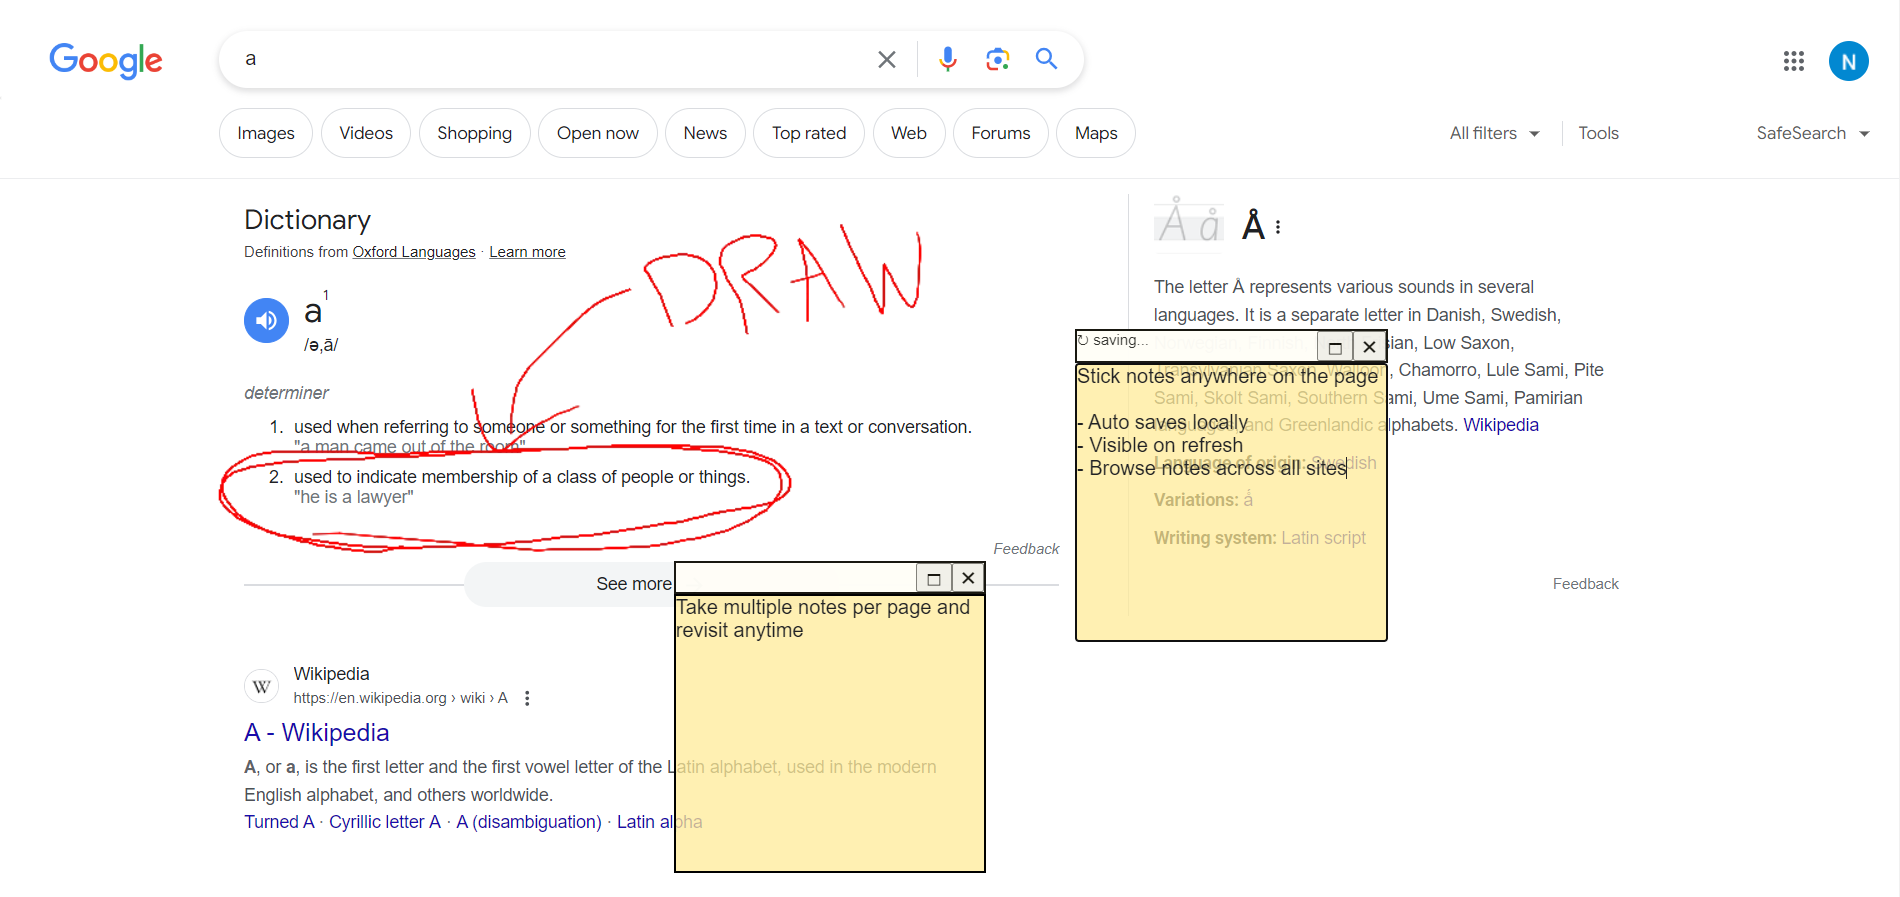 Google
a
N
Images Videos Shopping Open now News Top rated Web Forums Maps All filters Tools SafeSearch
Dictionary
Definitions from Oxford Languages · Learn more
a1
/ə,ā/
DRAW
determiner
1. used when referring to someone or something for the first time in a text or conversation.
"a man came out of the room"
2. used to indicate membership of a class of people or things.
"he is a lawyer"
Feedback
See more
Å å Å
The letter Å represents various sounds in several
languages. It is a separate letter in Danish, Swedish,
Norwegian, Finnish, sian, Low Saxon,
Transylvanian Saxon, Walloon, Chamorro, Lule Sami, Pite
Sami, Skolt Sami, Southern Sami, Ume Sami, Pamirian
languages, and Greenlandic alphabets. Wikipedia
Language of origin: Swedish
Variations: ǻ
Writing system: Latin script
Feedback
↻ saving...
Stick notes anywhere on the page
- Auto saves locally
- Visible on refresh
- Browse notes across all sites
Take multiple notes per page and
revisit anytime
W
Wikipedia
https://en.wikipedia.org › wiki › A
A - Wikipedia
A, or a, is the first letter and the first vowel letter of the Latin alphabet, used in the modern
English alphabet, and others worldwide.
Turned A · Cyrillic letter A · A (disambiguation) · Latin alpha